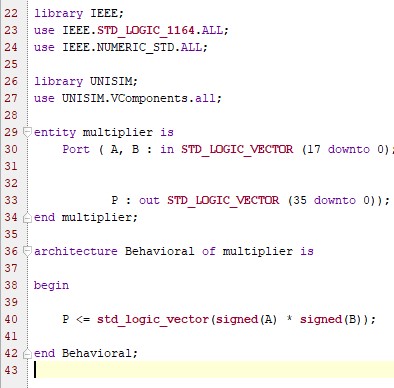 22 library IEEE;
23 use IEEE.STD_LOGIC_1164.ALL;
24 use IEEE.NUMERIC_STD.ALL;
25
26 library UNISIM;
27 use UNISIM.VComponents.all;
28
29 entity multiplier is
30 Port ( A, B : in STD_LOGIC_VECTOR (17 downto 0);
31
32
33 P : out STD_LOGIC_VECTOR (35 downto 0));
34 end multiplier;
35
36 architecture Behavioral of multiplier is
37
38 begin
39
40 P <= std_logic_vector(signed(A) * signed(B));
41
42 end Behavioral;
43